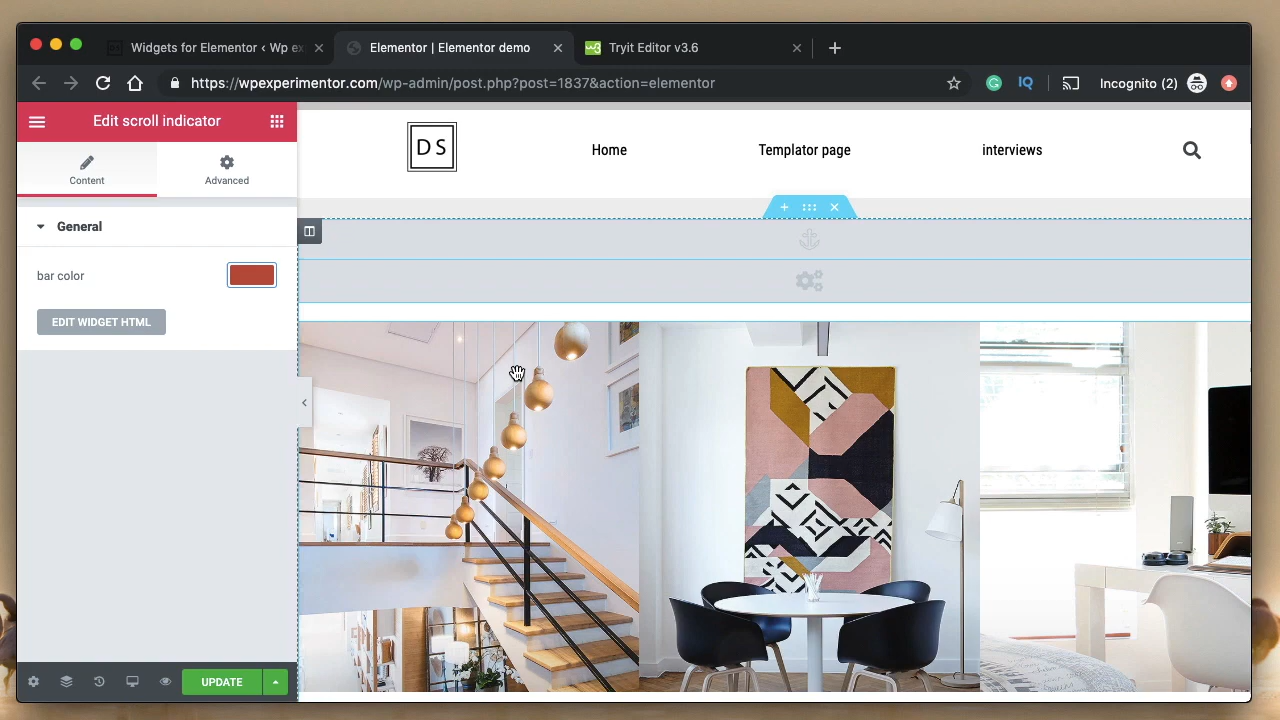 Widgets for Elementor ‹ Wp ex
Elementor | Elementor demo
Tryit Editor v3.6
https://wpexperimentor.com/wp-admin/post.php?post=1837&action=elementor
IQ
Incognito (2)
Edit scroll indicator
Content
Advanced
General
bar color
EDIT WIDGET HTML
UPDATE
DS
Home
Templator page
interviews